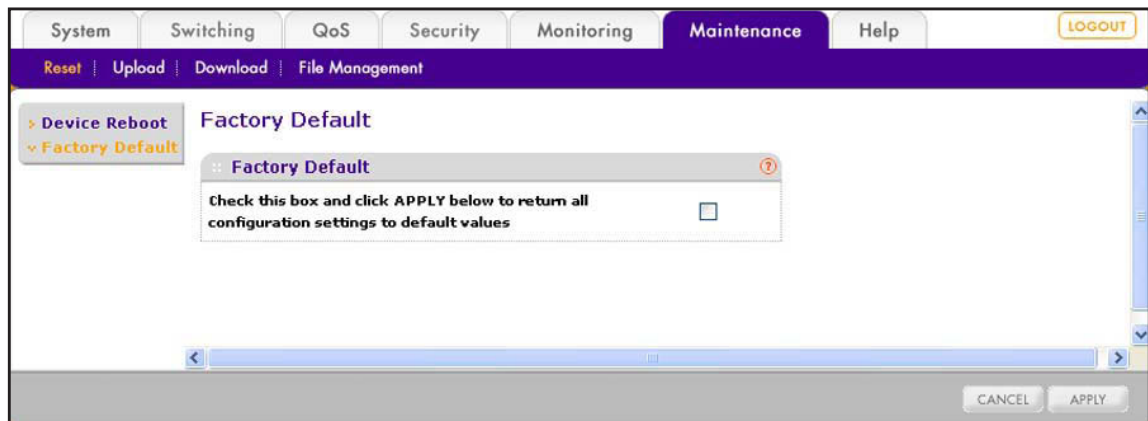 System Switching QoS Security Monitoring Maintenance Help LOGOUT
Reset Upload Download File Management
Device Reboot
Factory Default
Factory Default
Factory Default ?
Check this box and click APPLY below to return all
configuration settings to default values
CANCEL APPLY